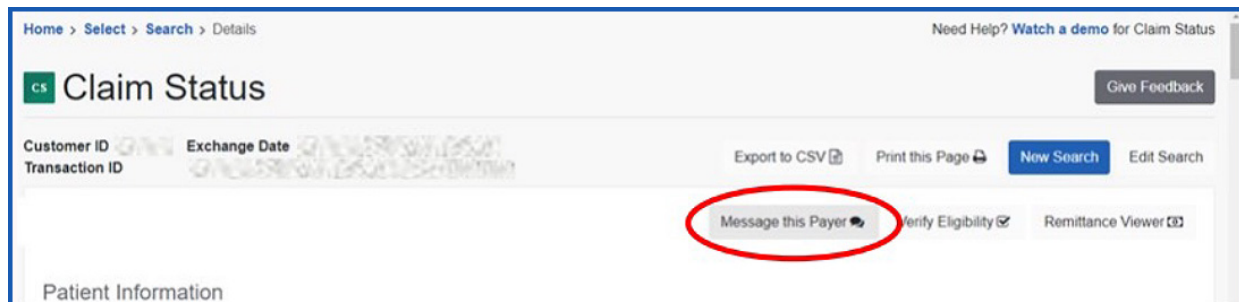 Home > Select > Search > Details
Need Help? Watch a demo for Claim Status
CS Claim Status
Give Feedback
Customer ID Exchange Date
Transaction ID
Export to CSV Print this Page New Search Edit Search
Message this Payer Verify Eligibility Remittance Viewer
Patient Information